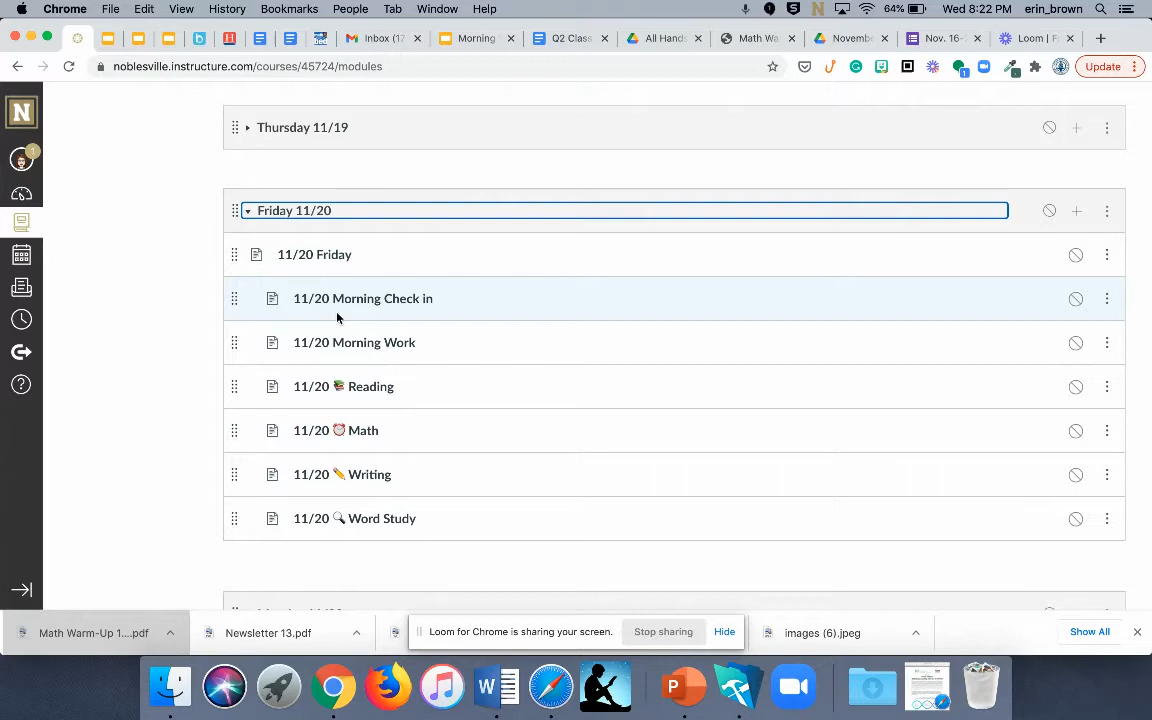 Chrome File Edit View History Bookmarks People Tab Window Help 64% Wed 8:22 PM erin_brown
Inbox (17 Morning Q2 Class All Hands Math Wa Novembe Nov. 16- Loom | F
noblesville.instructure.com/courses/45724/modules Update
N
1
Thursday 11/19
Friday 11/20
11/20 Friday
11/20 Morning Check in
11/20 Morning Work
11/20 📚 Reading
11/20 ⏰ Math
11/20 ✏️ Writing
11/20 🔍 Word Study
Math Warm-Up 1....pdf Newsletter 13.pdf Loom for Chrome is sharing your screen. Stop sharing Hide images (6).jpeg Show All